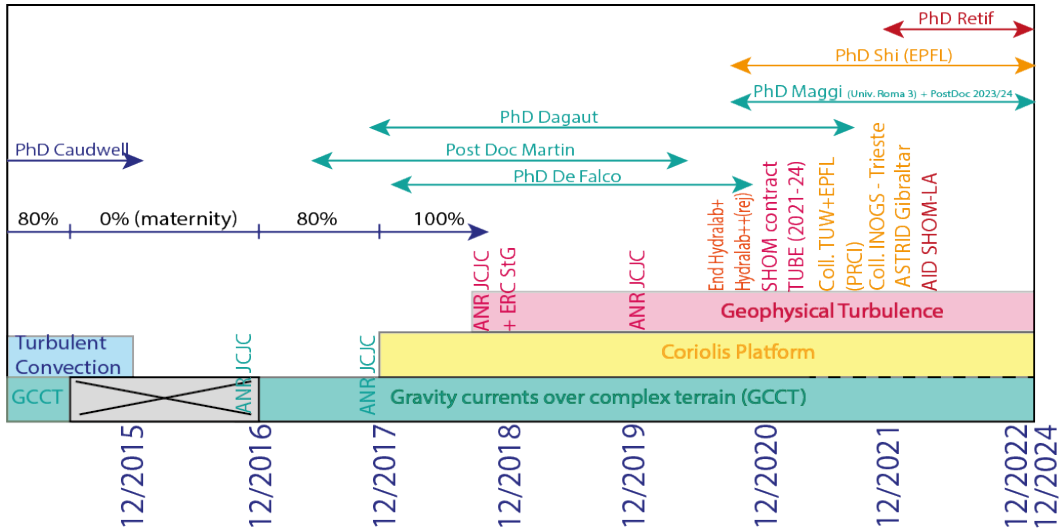 PhD Retif
PhD Shi (EPFL)
PhD Maggi (Univ. Roma 3) + PostDoc 2023/24
PhD Dagaut
PhD Caudwell
Post Doc Martin
PhD De Falco
80%
0% (maternity)
80%
100%
ANR JCJC
+ ERC StG
ANR JCJC
End Hydralab+
Hydralab++(rej)
SHOM contract
TUBE (2021-24)
Coll. TUW+EPFL
(PRCI)
Coll. INOGS - Trieste
ASTRID Gibraltar
AID SHOM-LA
Geophysical Turbulence
Turbulent
Convection
ANR JCJC
ANR JCJC
Coriolis Platform
GCCT
Gravity currents over complex terrain (GCCT)
12/2015
12/2016
12/2017
12/2018
12/2019
12/2020
12/2021
12/2022
12/2024